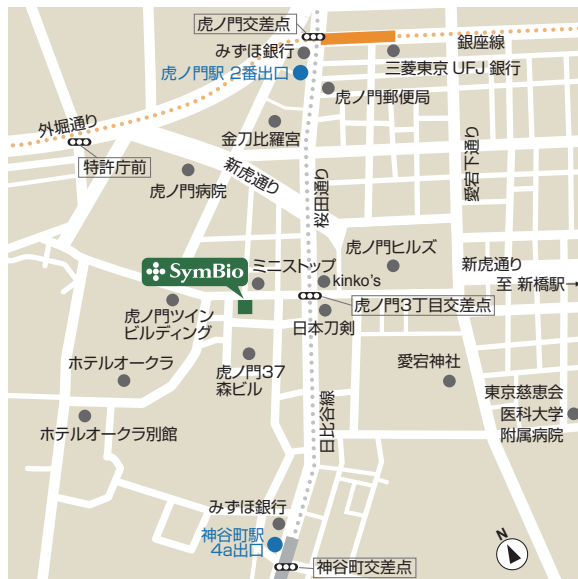 虎ノ門交差点
みずほ銀行
銀座線
虎ノ門駅 2番出口
三菱東京 UFJ 銀行
虎ノ門郵便局
外堀通り
金刀比羅宮
特許庁前
新虎通り
虎ノ門病院
桜田通り
愛宕下通り
虎ノ門ヒルズ
新虎通り
至 新橋駅→
SymBio
ミニストップ
kinko's
虎ノ門3丁目交差点
虎ノ門ツイン
ビルディング
日本刀剣
ホテルオークラ
虎ノ門37
森ビル
愛宕神社
東京慈恵会
医科大学
附属病院
ホテルオークラ別館
日比谷線
みずほ銀行
神谷町駅
4a出口
神谷町交差点
N